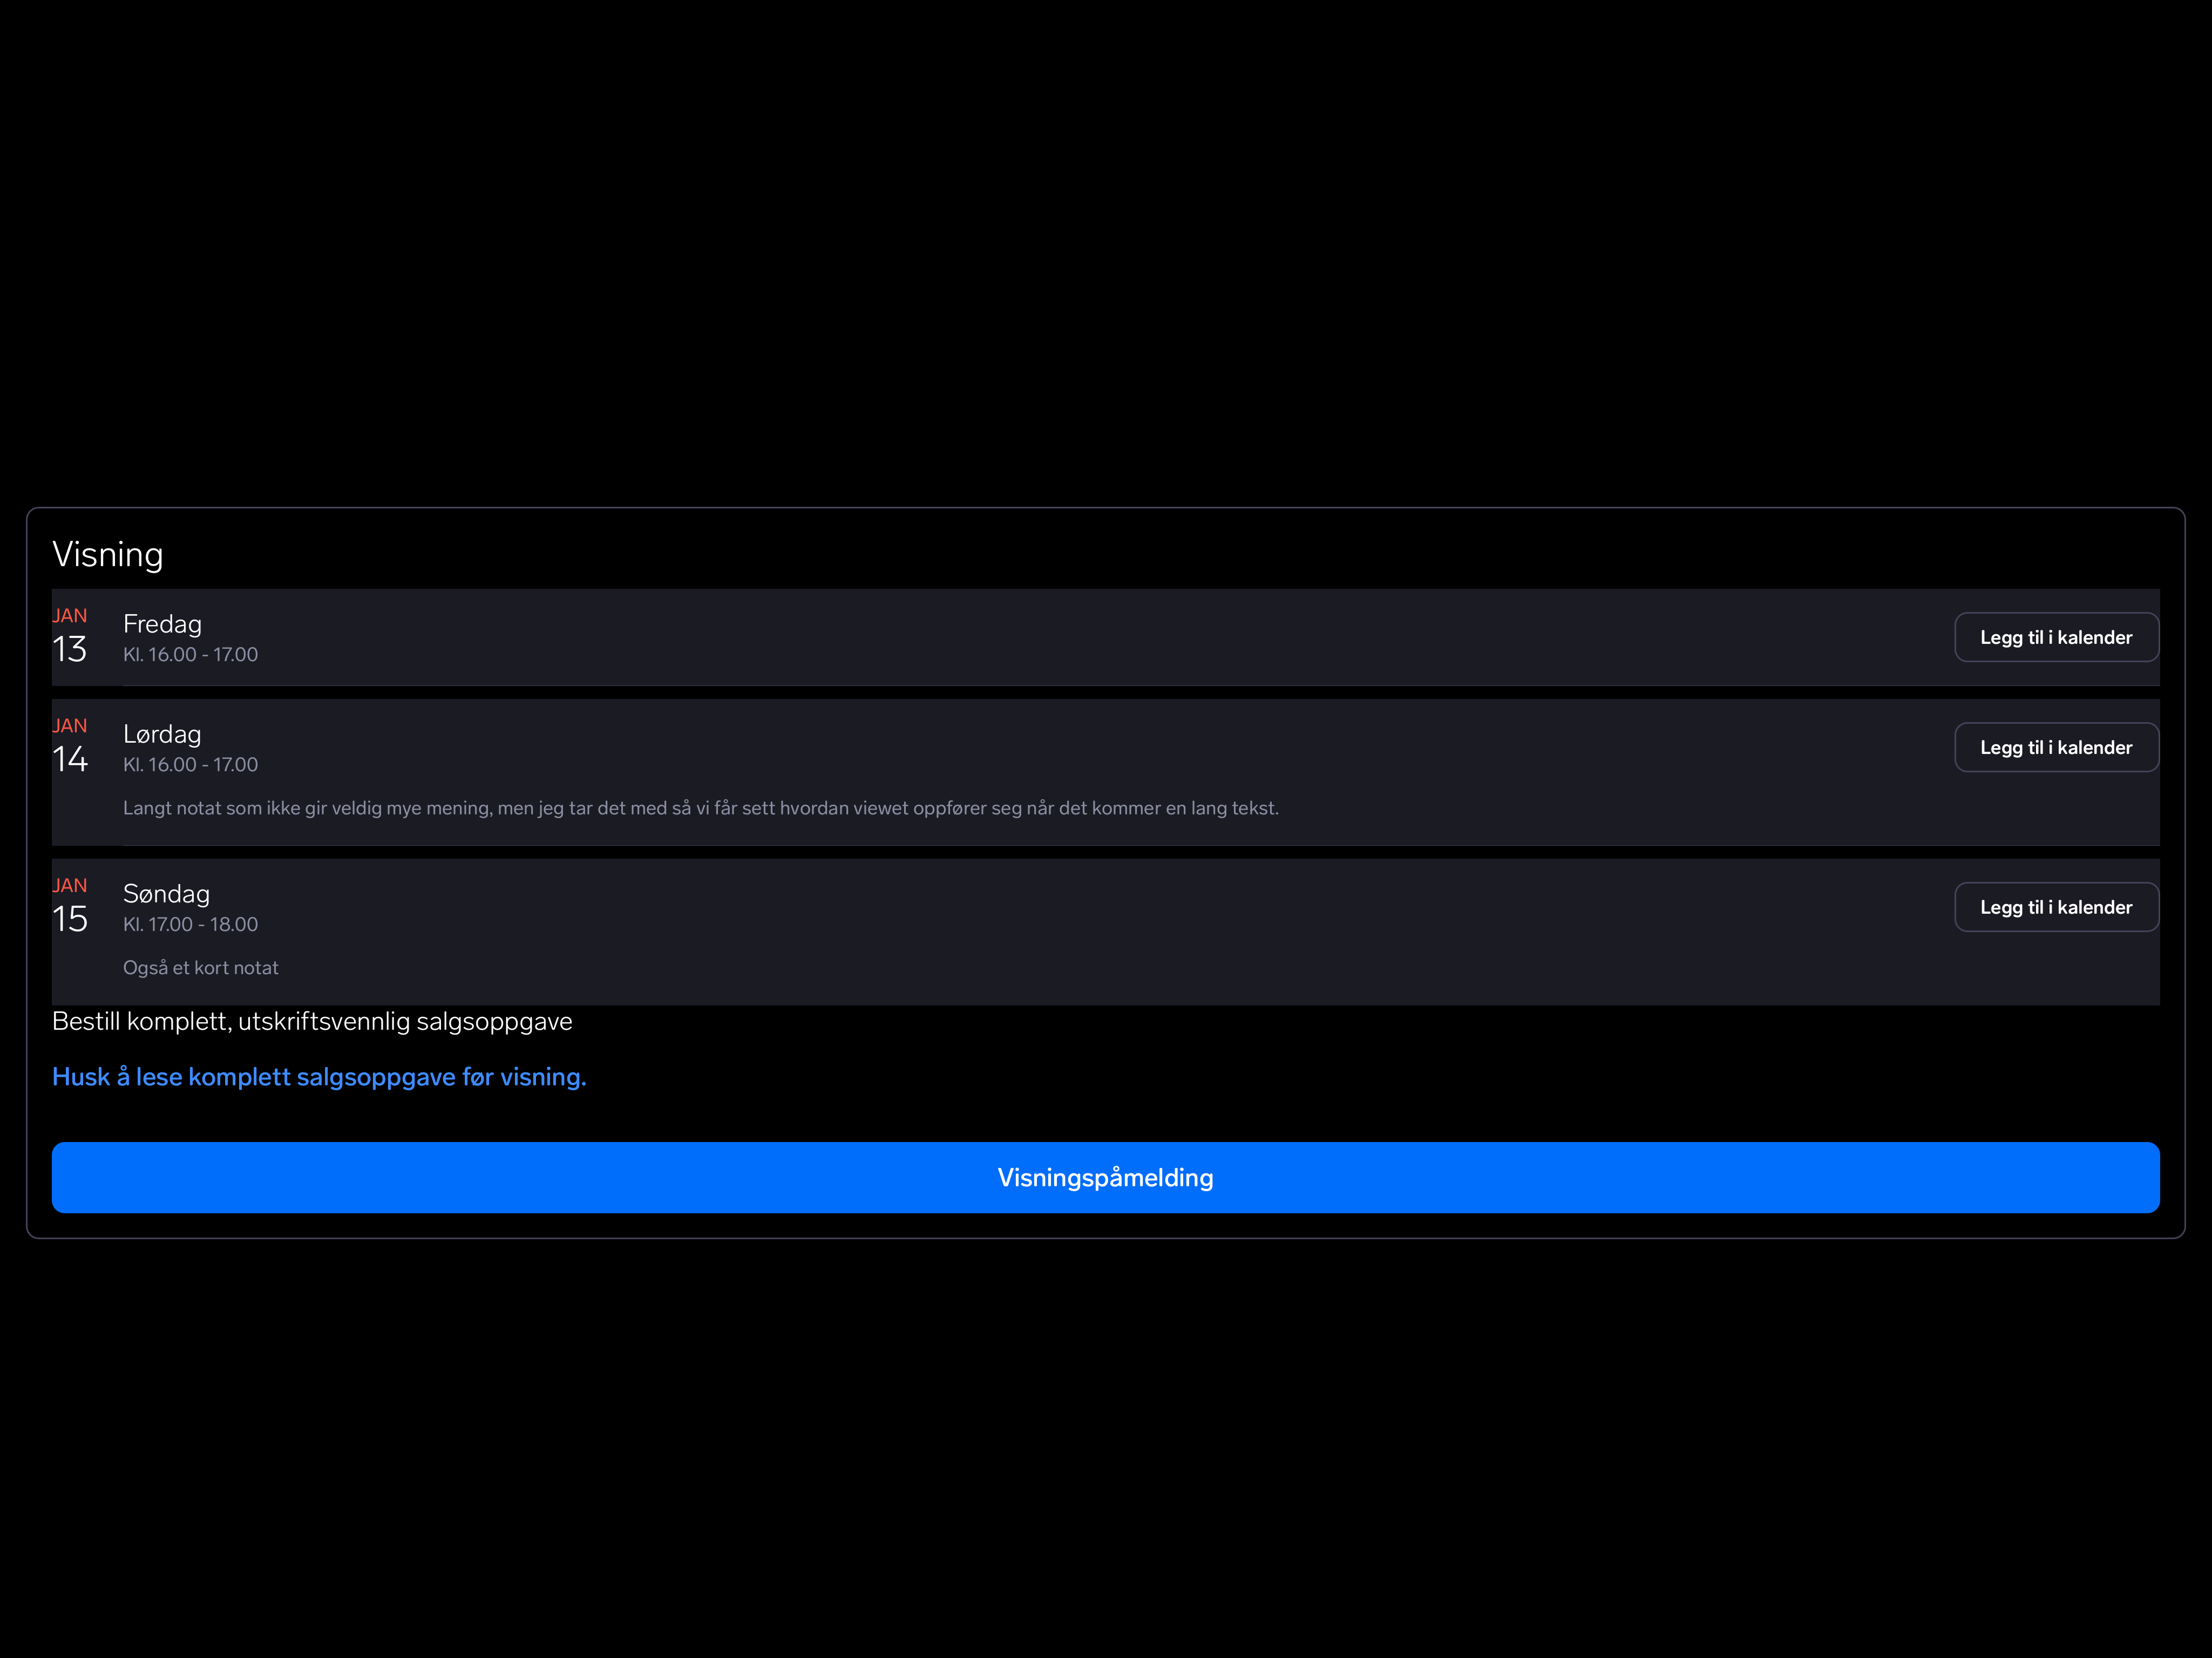 Visning
JAN
13
Fredag
Kl. 16.00 - 17.00
Legg til i kalender
JAN
14
Lørdag
Kl. 16.00 - 17.00
Legg til i kalender
Langt notat som ikke gir veldig mye mening, men jeg tar det med så vi får sett hvordan viewet oppfører seg når det kommer en lang tekst.
JAN
15
Søndag
Kl. 17.00 - 18.00
Legg til i kalender
Også et kort notat
Bestill komplett, utskriftsvennlig salgsoppgave
Husk å lese komplett salgsoppgave før visning.
Visningspåmelding